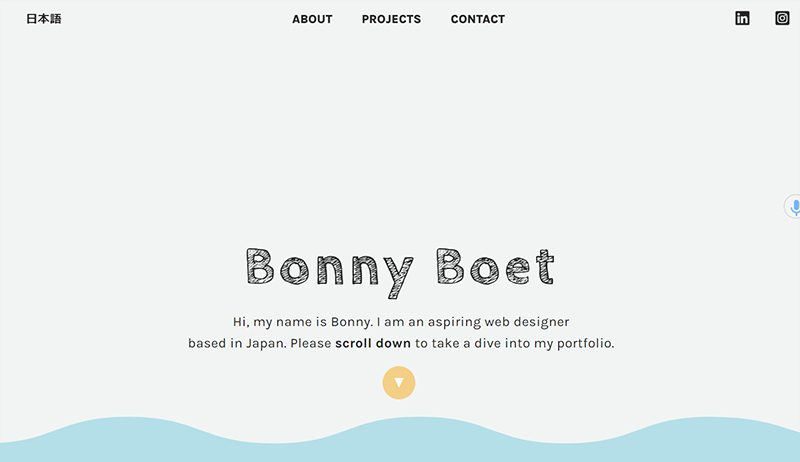 日本語
ABOUT PROJECTS CONTACT
Bonny Boet
Hi, my name is Bonny. I am an aspiring web designer
based in Japan. Please scroll down to take a dive into my portfolio.